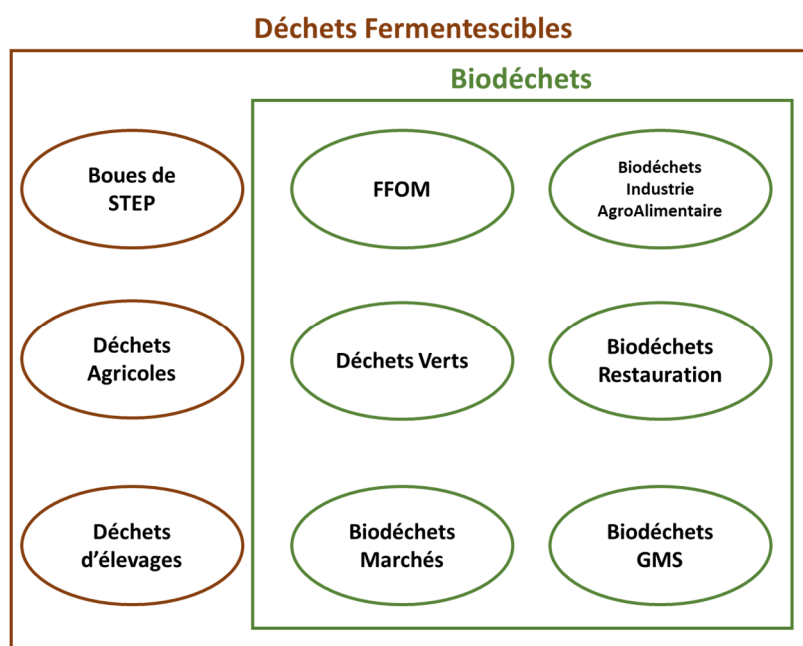 Déchets Fermentescibles
Biodéchets
Boues de
STEP
FFOM
Biodéchets
Industrie
AgroAlimentaire
Déchets
Agricoles
Déchets Verts
Biodéchets
Restauration
Déchets
d'élevages
Biodéchets
Marchés
Biodéchets
GMS